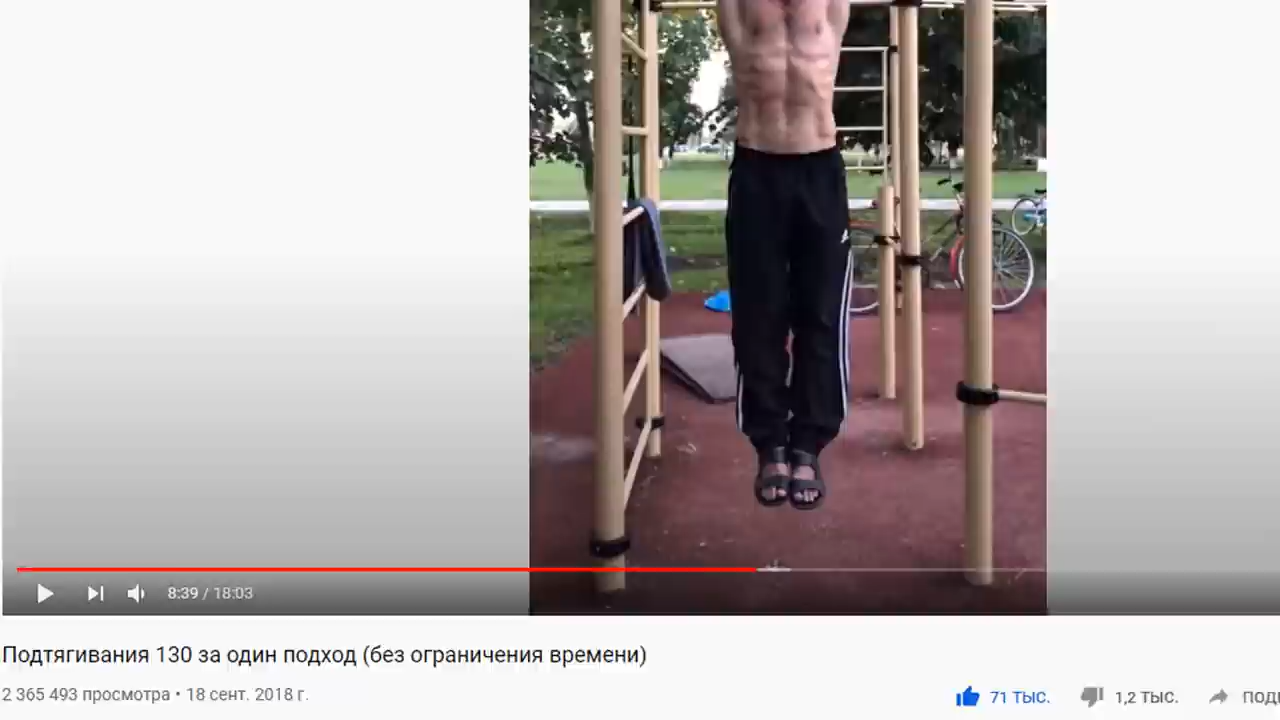 8:39 / 18:03
Подтягивания 130 за один подход (без ограничения времени)
2 365 493 просмотра • 18 сент. 2018 г.
71 ТЫС.
1,2 ТЫС.